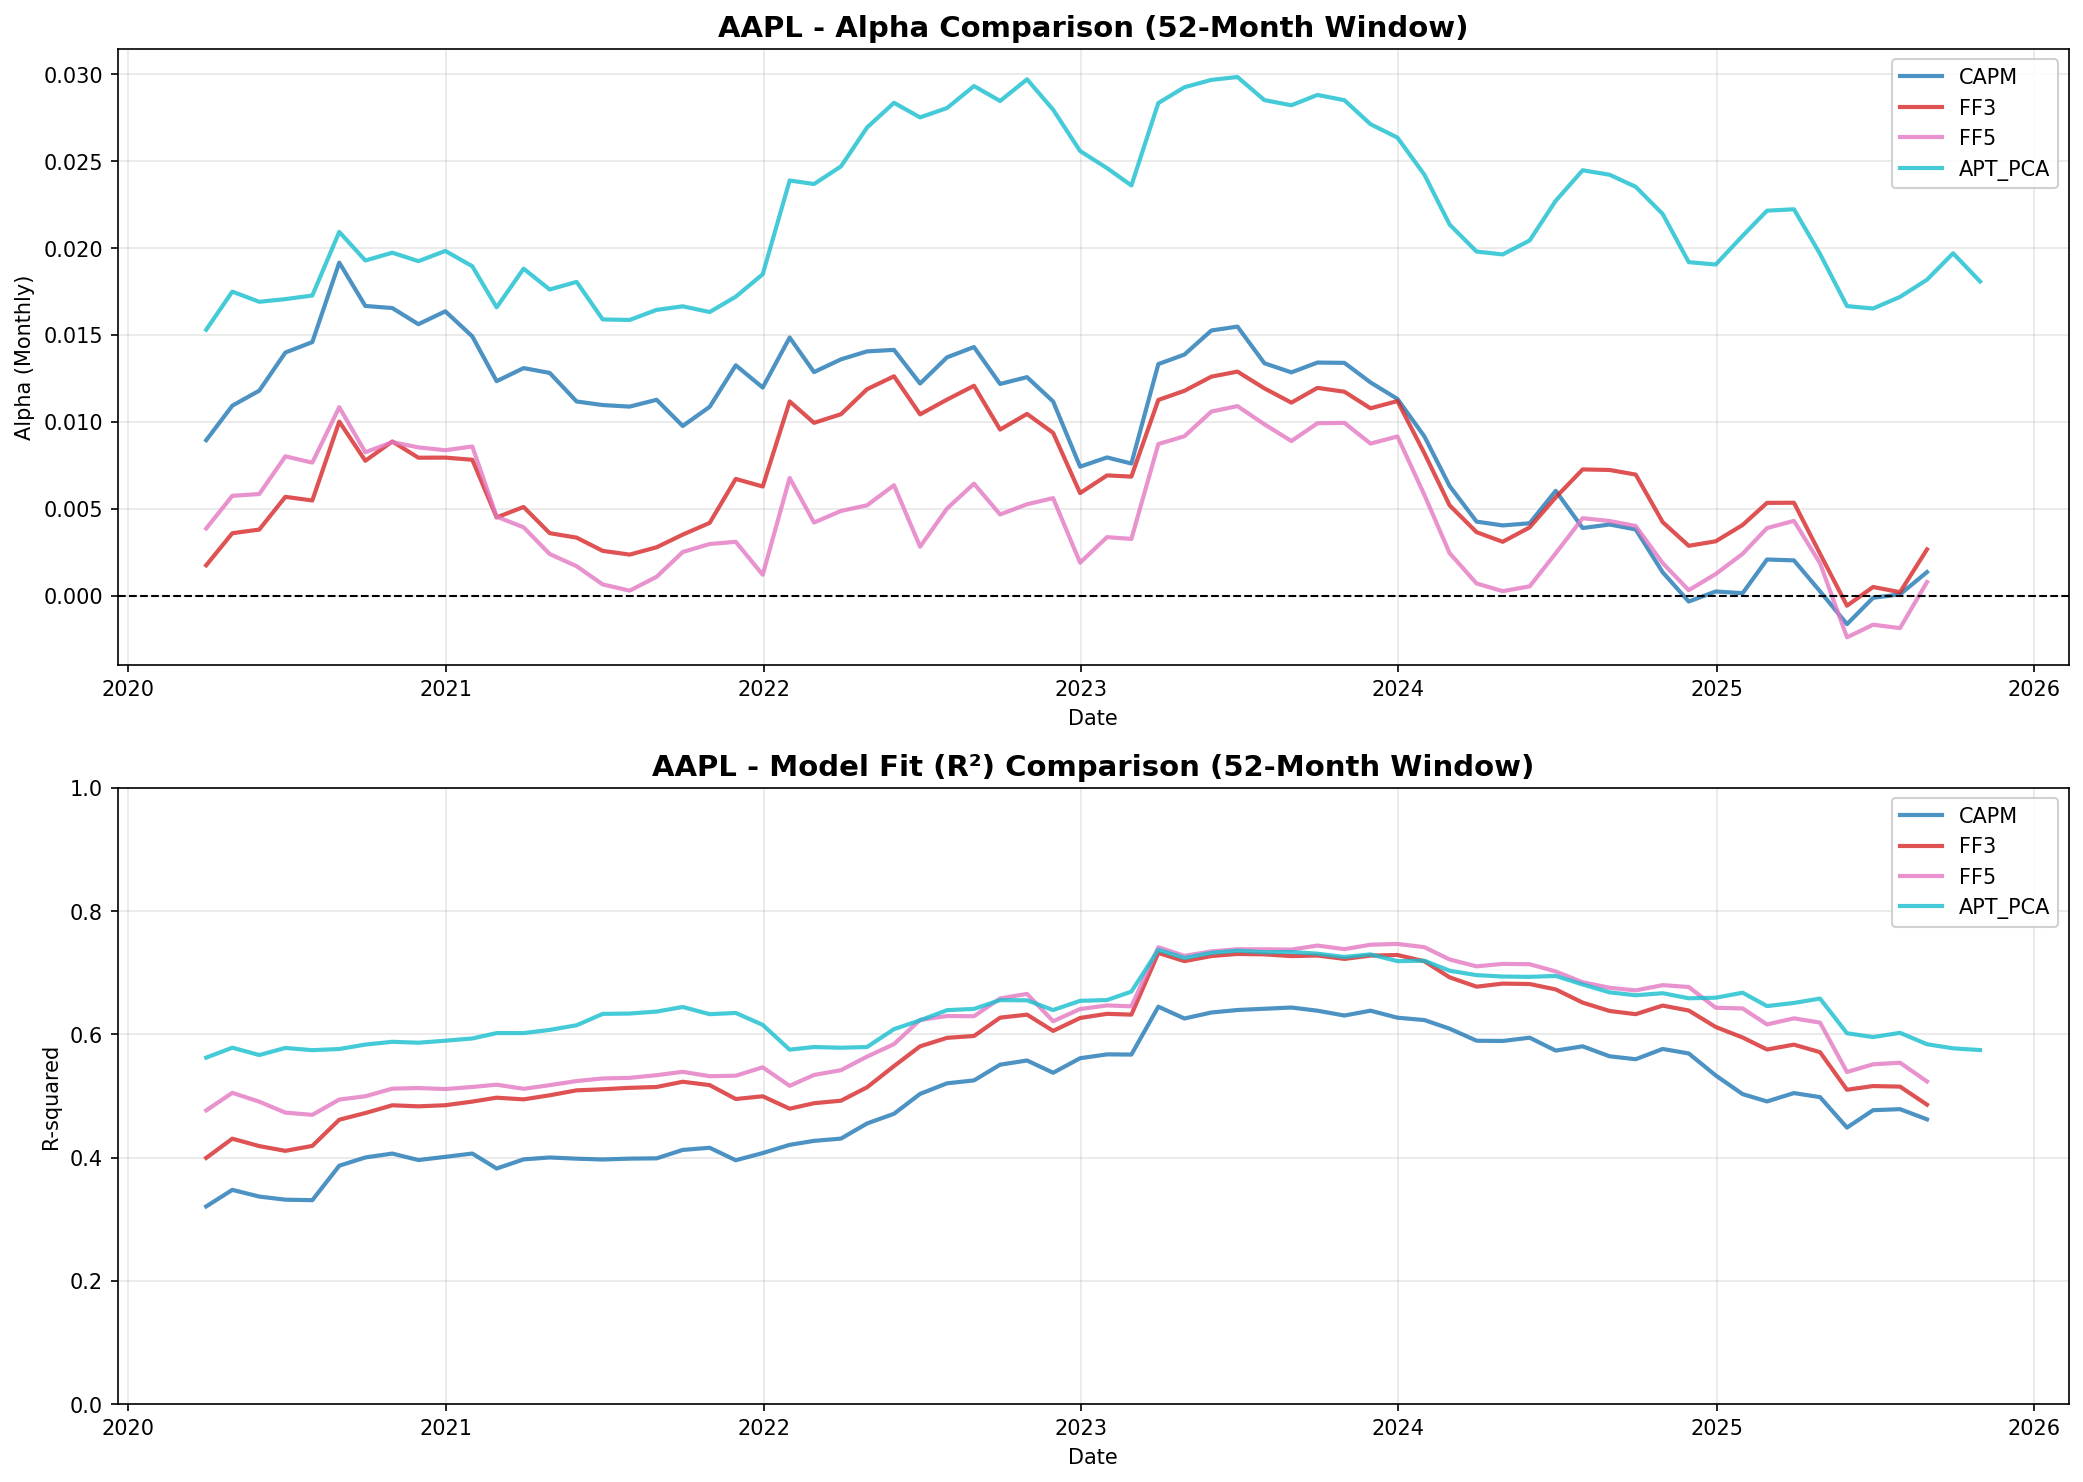 AAPL - Alpha Comparison (52-Month Window)
0.030
0.025
0.020
0.015
0.010
0.005
0.000
Alpha (Monthly)
CAPM
FF3
FF5
APT_PCA
2020 2021 2022 2023 2024 2025 2026
Date
AAPL - Model Fit (R²) Comparison (52-Month Window)
1.0
0.8
0.6
0.4
0.2
0.0
R-squared
CAPM
FF3
FF5
APT_PCA
2020 2021 2022 2023 2024 2025 2026
Date